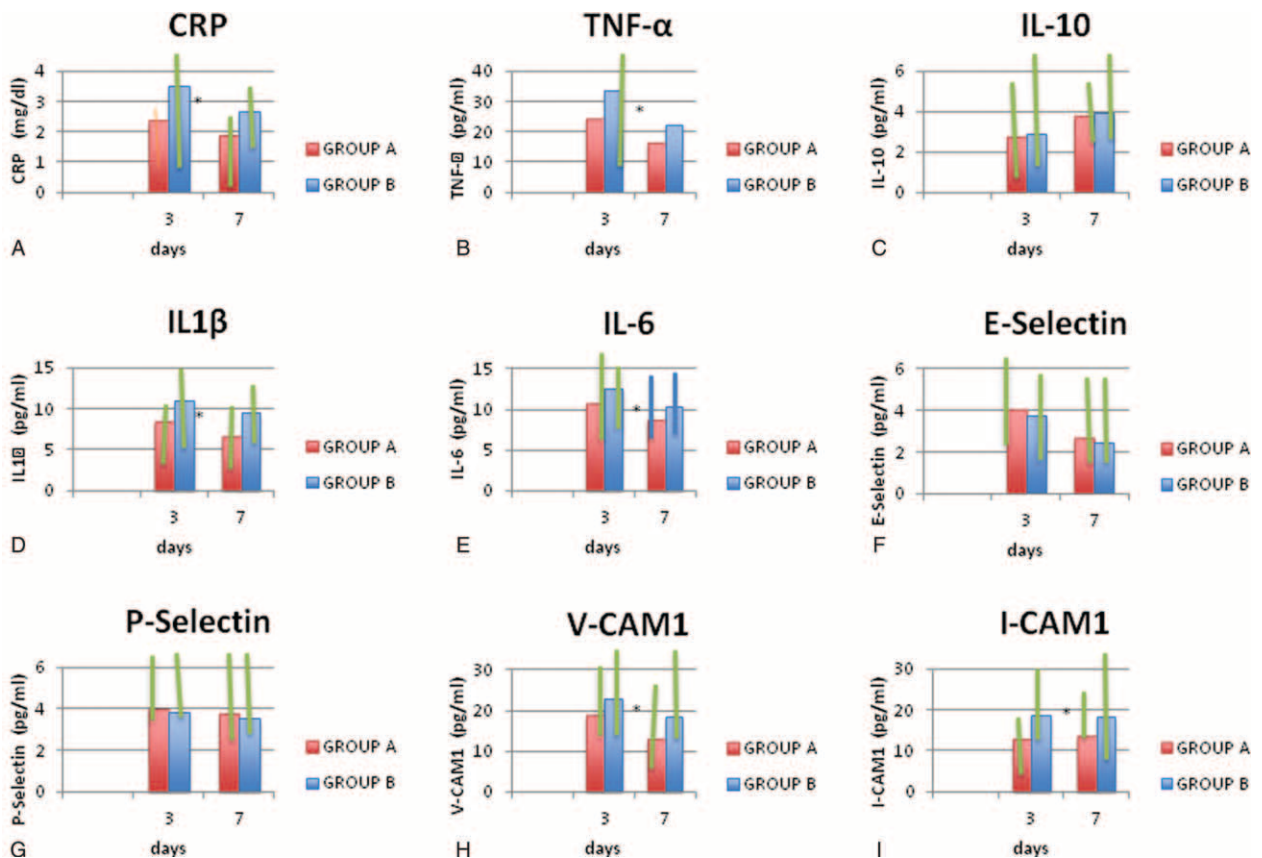 CRP
CRP (mg/dl)
4
3
2
1
0
*
3
7
days
GROUP A
GROUP B
A
TNF-α
TNF-⍰ (pg/ml)
40
30
20
10
0
*
3
7
days
GROUP A
GROUP B
B
IL-10
IL-10 (pg/ml)
6
4
2
0
3
7
days
GROUP A
GROUP B
C
IL1β
IL1⍰ (pg/ml)
15
10
5
0
*
3
7
days
GROUP A
GROUP B
D
IL-6
IL-6 (pg/ml)
15
10
5
0
*
3
7
days
GROUP A
GROUP B
E
E-Selectin
E-Selectin (pg/ml)
6
4
2
0
3
7
days
GROUP A
GROUP B
F
P-Selectin
P-Selectin (pg/ml)
6
4
2
0
3
7
days
GROUP A
GROUP B
G
V-CAM1
V-CAM1 (pg/ml)
30
20
10
0
*
3
7
days
GROUP A
GROUP B
H
I-CAM1
I-CAM1 (pg/ml)
30
20
10
0
*
3
7
days
GROUP A
GROUP B
I